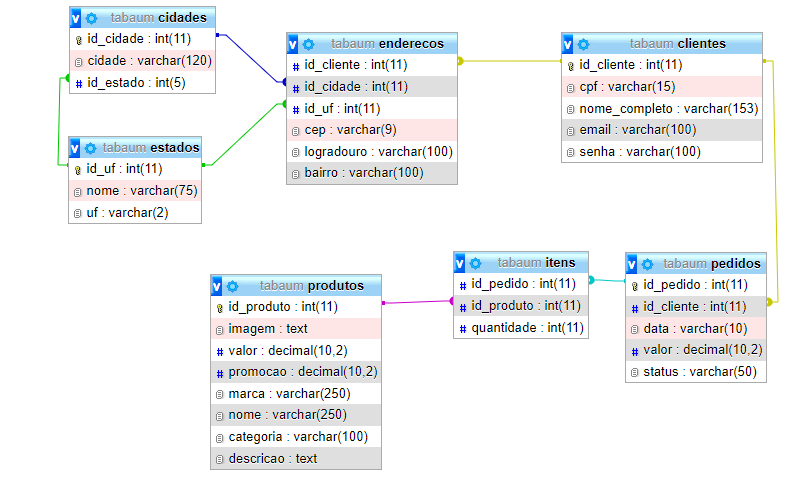 tabaum cidades
id_cidade : int(11)
cidade : varchar(120)
id_estado : int(5)
tabaum estados
id_uf : int(11)
nome : varchar(75)
uf : varchar(2)
tabaum enderecos
id_cliente : int(11)
id_cidade : int(11)
id_uf : int(11)
cep : varchar(9)
logradouro : varchar(100)
bairro : varchar(100)
tabaum clientes
id_cliente : int(11)
cpf : varchar(15)
nome_completo : varchar(153)
email : varchar(100)
senha : varchar(100)
tabaum produtos
id_produto : int(11)
imagem : text
valor : decimal(10,2)
promocao : decimal(10,2)
marca : varchar(250)
nome : varchar(250)
categoria : varchar(100)
descricao : text
tabaum itens
id_pedido : int(11)
id_produto : int(11)
quantidade : int(11)
tabaum pedidos
id_pedido : int(11)
id_cliente : int(11)
data : varchar(10)
valor : decimal(10,2)
status : varchar(50)